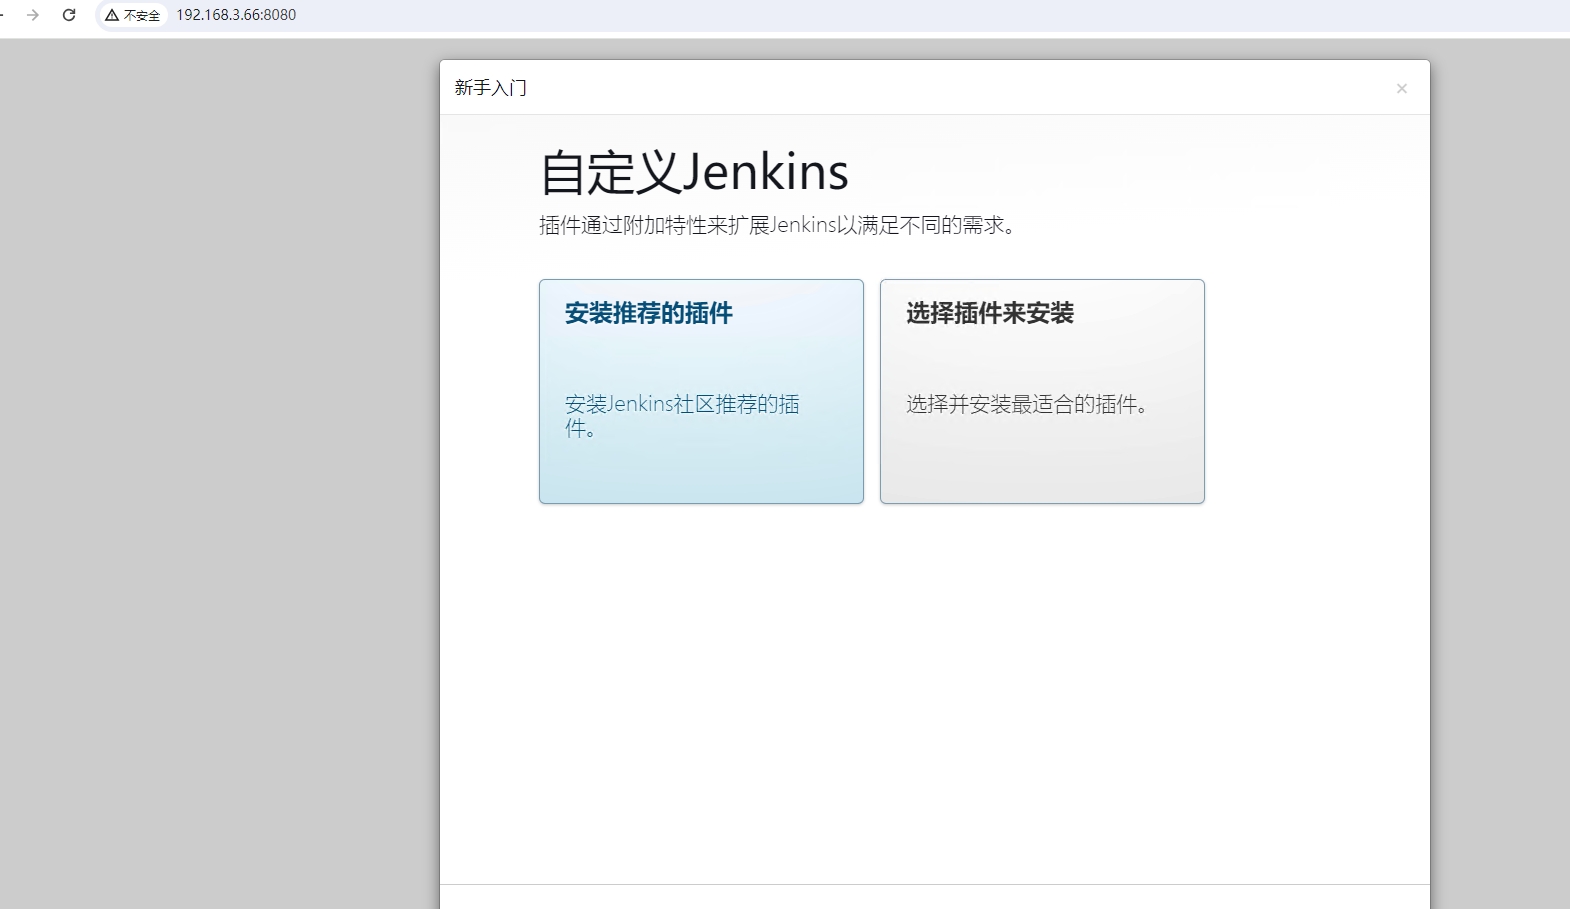 不安全 192.168.3.66:8080
新手入门 ×
自定义Jenkins
插件通过附加特性来扩展Jenkins以满足不同的需求。
安装推荐的插件
安装Jenkins社区推荐的插
件。
选择插件来安装
选择并安装最适合的插件。